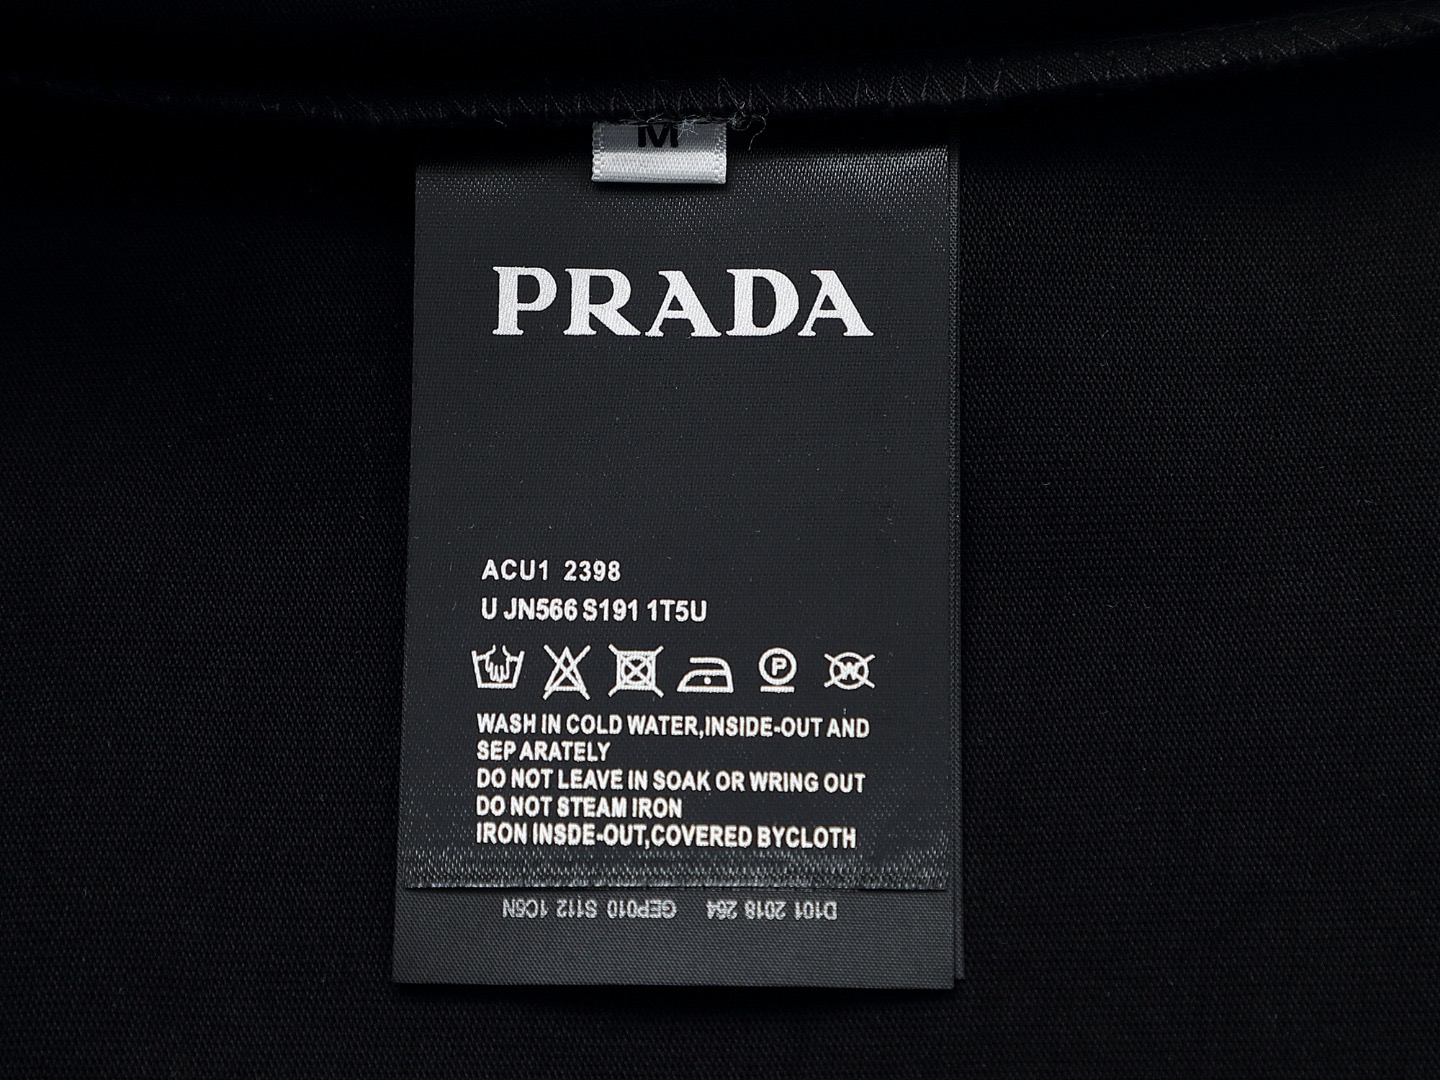 M
PRADA
ACU1 2398
U JN566 S191 1T5U
P
W
WASH IN COLD WATER,INSIDE-OUT AND
SEP ARATELY
DO NOT LEAVE IN SOAK OR WRING OUT
DO NOT STEAM IRON
IRON INSDE-OUT,COVERED BYCLOTH
D101 2018 264 GEP010 S112 1C6N